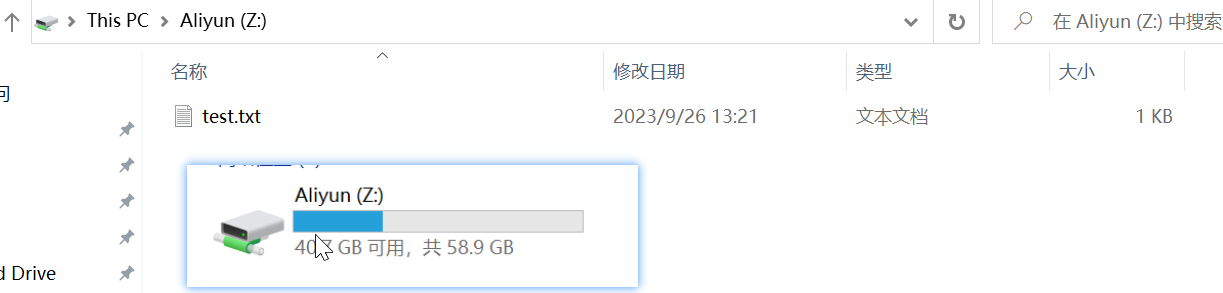 This PC > Aliyun (Z:)
在 Aliyun (Z:) 中搜索
名称 修改日期 类型 大小
问
test.txt 2023/9/26 13:21 文本文档 1 KB
Aliyun (Z:)
GB 可用，共 58.9 GB
d Drive